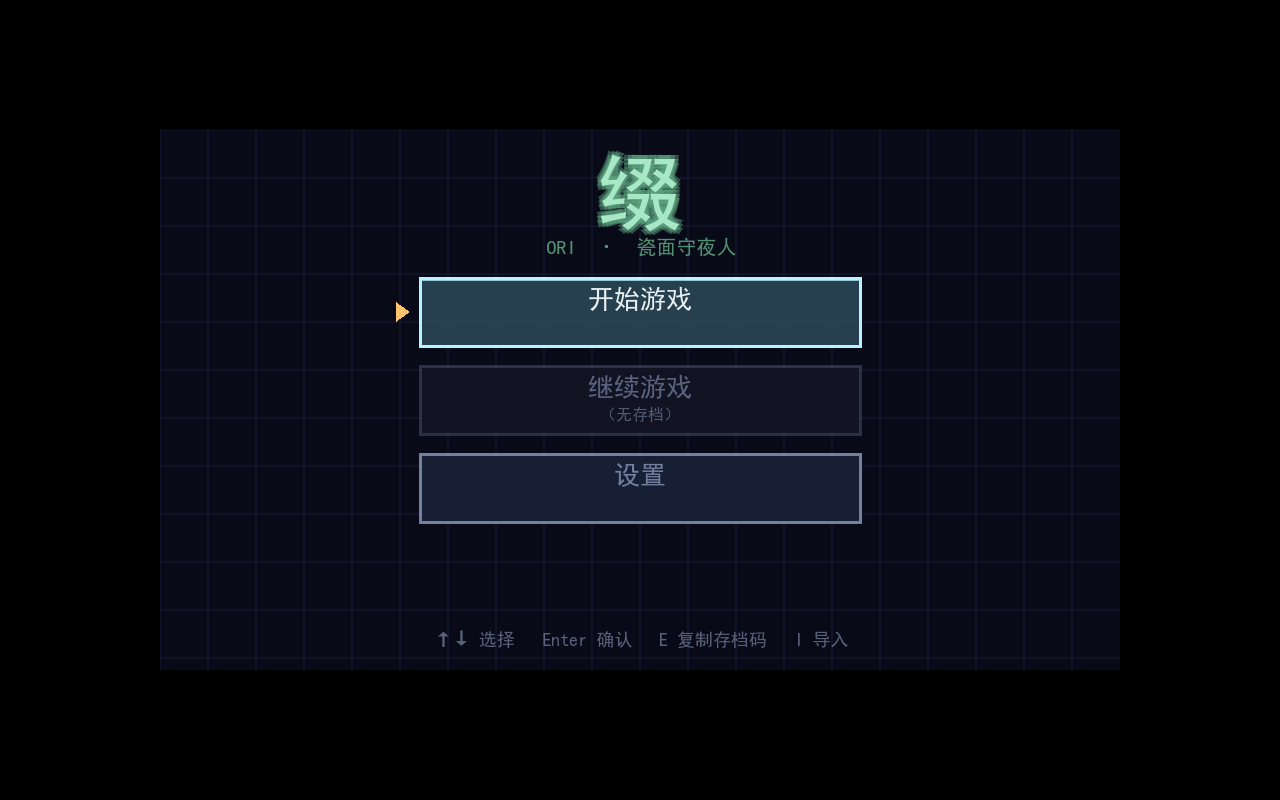 缀
ORI · 瓷面守夜人
开始游戏
继续游戏
（无存档）
设置
↑↓ 选择 Enter 确认 E 复制存档码 I 导入